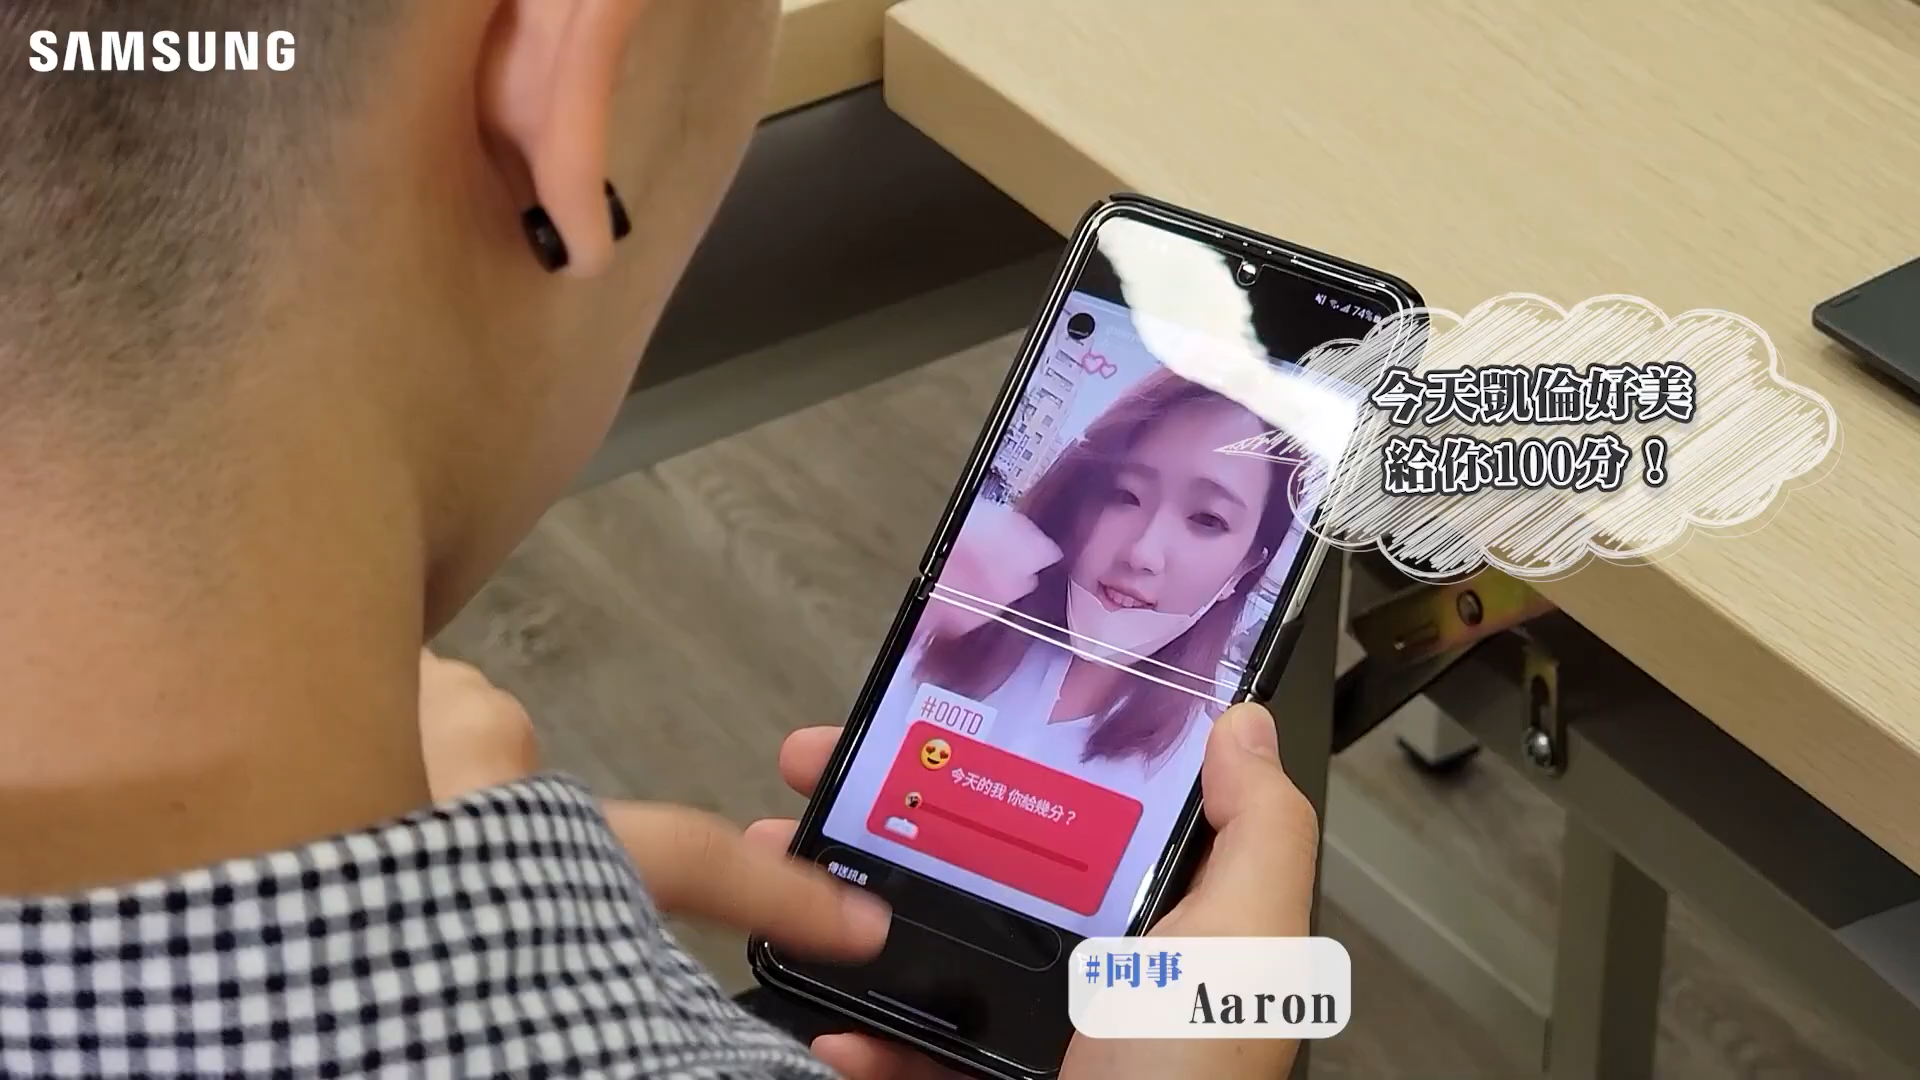 SAMSUNG
74%
今天凱倫好美
給你100分！
#OOTD
今天的我 你給幾分？
傳送訊息
#同事
Aaron